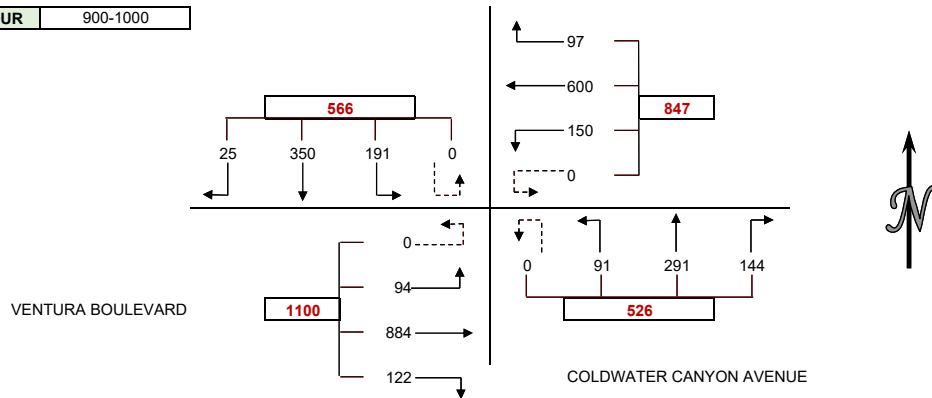 UR 900-1000
97
600
566 847
150
25 350 191 0
0
N
0
0 91 291 144
94
VENTURA BOULEVARD 1100 526
884
122 COLDWATER CANYON AVENUE